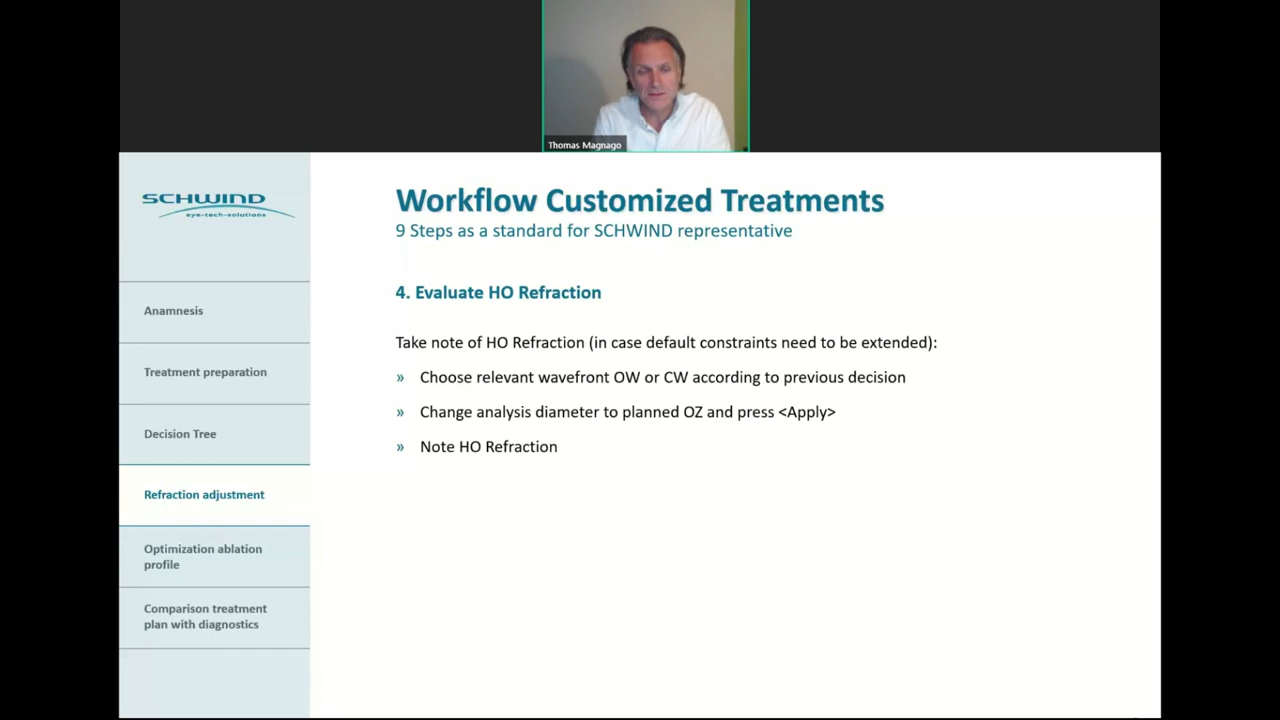 Thomas Magnago
SCHWIND
eye-tech-solutions
Workflow Customized Treatments
9 Steps as a standard for SCHWIND representative
4. Evaluate HO Refraction
Take note of HO Refraction (in case default constraints need to be extended):
» Choose relevant wavefront OW or CW according to previous decision
» Change analysis diameter to planned OZ and press <Apply>
» Note HO Refraction
Anamnesis
Treatment preparation
Decision Tree
Refraction adjustment
Optimization ablation
profile
Comparison treatment
plan with diagnostics